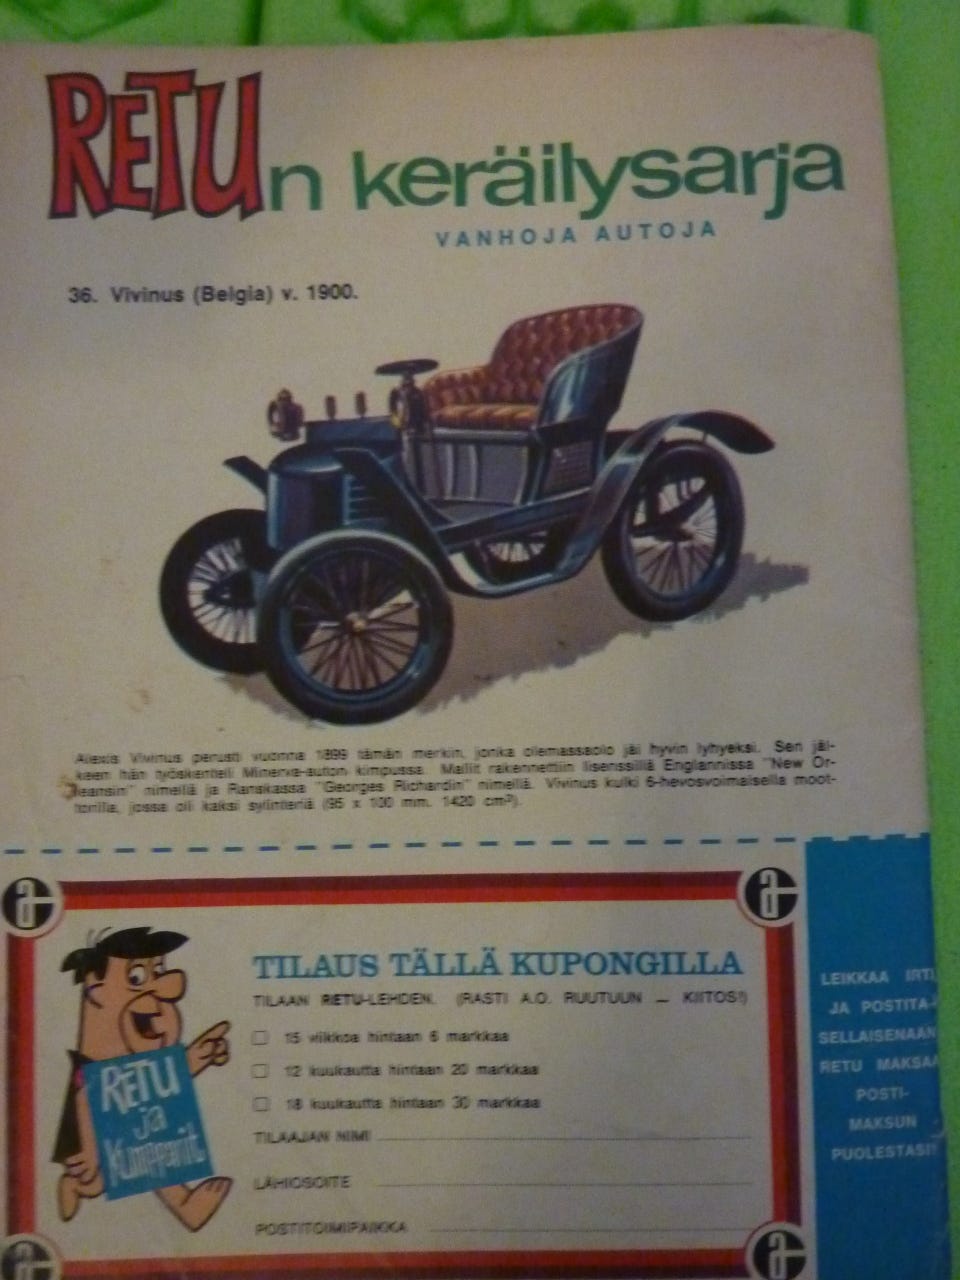 RETUn keräilysarja
VANHOJA AUTOJA
36. Vivinus (Belgia) v. 1900.
Alexis Vivinus perusti vuonna 1899 tämän merkin, jonka olemassaolo jäi hyvin lyhyeksi. Sen jäl-
keen hän työskenteli Minerva-auton kimpussa. Mallit rakennettiin lisenssillä Englannissa "New Or-
leansin" nimellä ja Ranskassa "Georges Richardin" nimellä. Vivinus kulki 6-hevosvoimaisella moot-
torilla, jossa oli kaksi sylinteriä (95 x 100 mm. 1420 cm³).
TILAUS TÄLLÄ KUPONGILLA
TILAAN RETU-LEHDEN. (RASTI A.O. RUUTUUN — KIITOS!)
15 viikkoa hintaan 6 markkaa
12 kuukautta hintaan 20 markkaa
18 kuukautta hintaan 30 markkaa
TILAAJAN NIMI
LÄHIOSOITE
POSTITOIMIPAIKKA
RETU
ja
Kumppanit
LEIKKAA IRTI
JA POSTITA-
SELLAISENAAN
RETU MAKSAA
POSTI-
MAKSUN
PUOLESTASI!